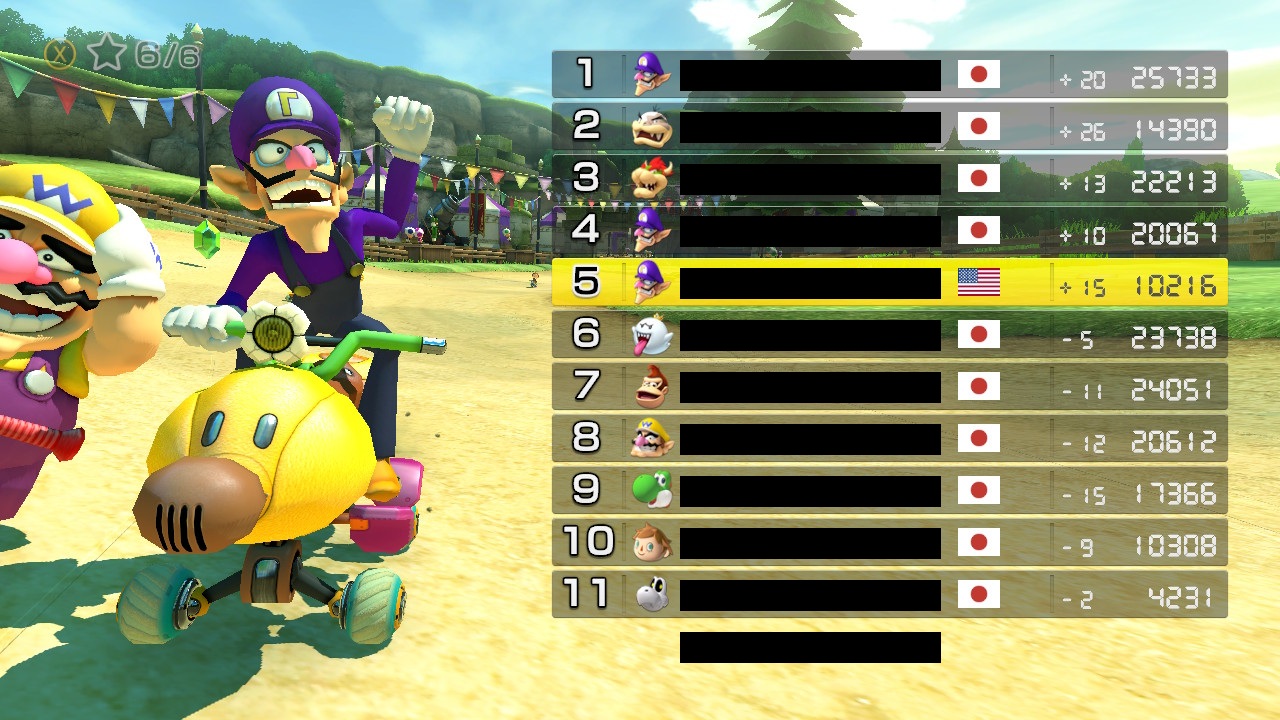 X 6/6
1 + 20 25733
2 + 26 14390
3 + 13 22213
4 + 10 20067
5 + 15 10216
6 - 5 23738
7 - 11 24051
8 - 12 20612
9 - 15 17366
10 - 9 10308
11 - 2 4231